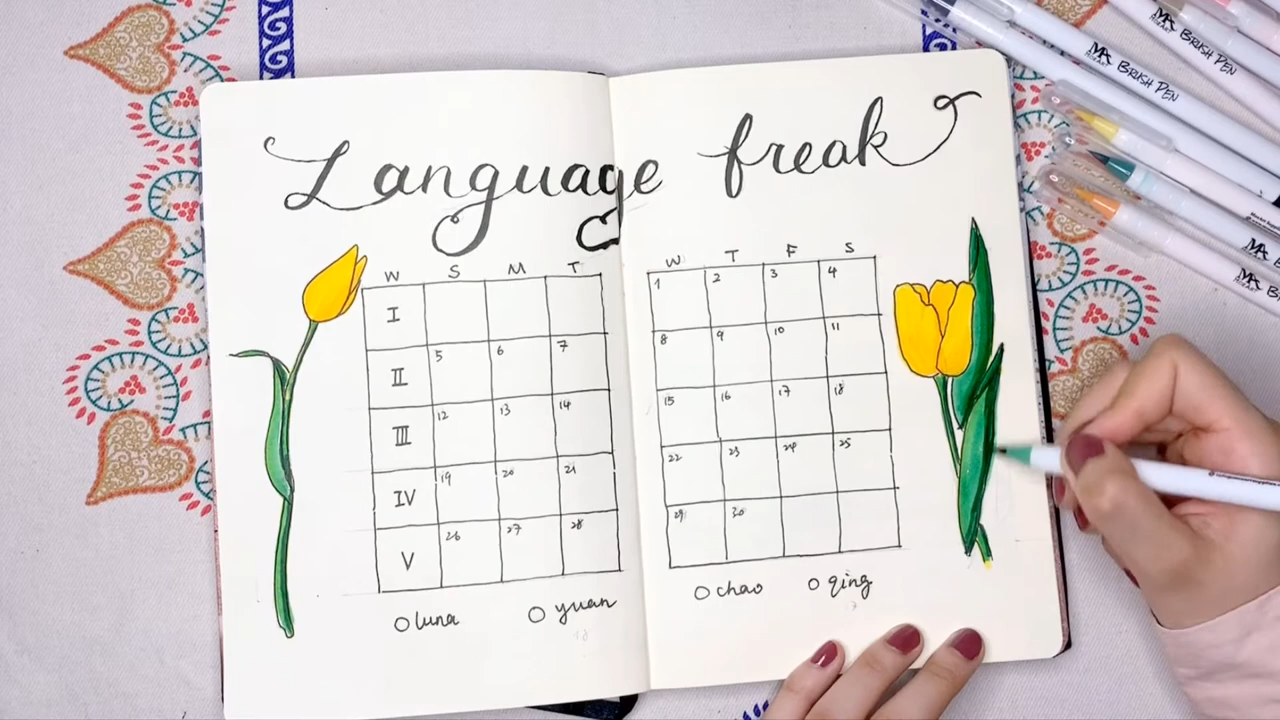 Language freak
W S M T W T F S
I 1 2 3 4
II 5 6 7 8 9 10 11
III 12 13 14 15 16 17 18
IV 19 20 21 22 23 24 25
V 26 27 28 29 30
luna yuan chao qing
MA BRUSH PEN
MA BRUSH PEN
MA
MA